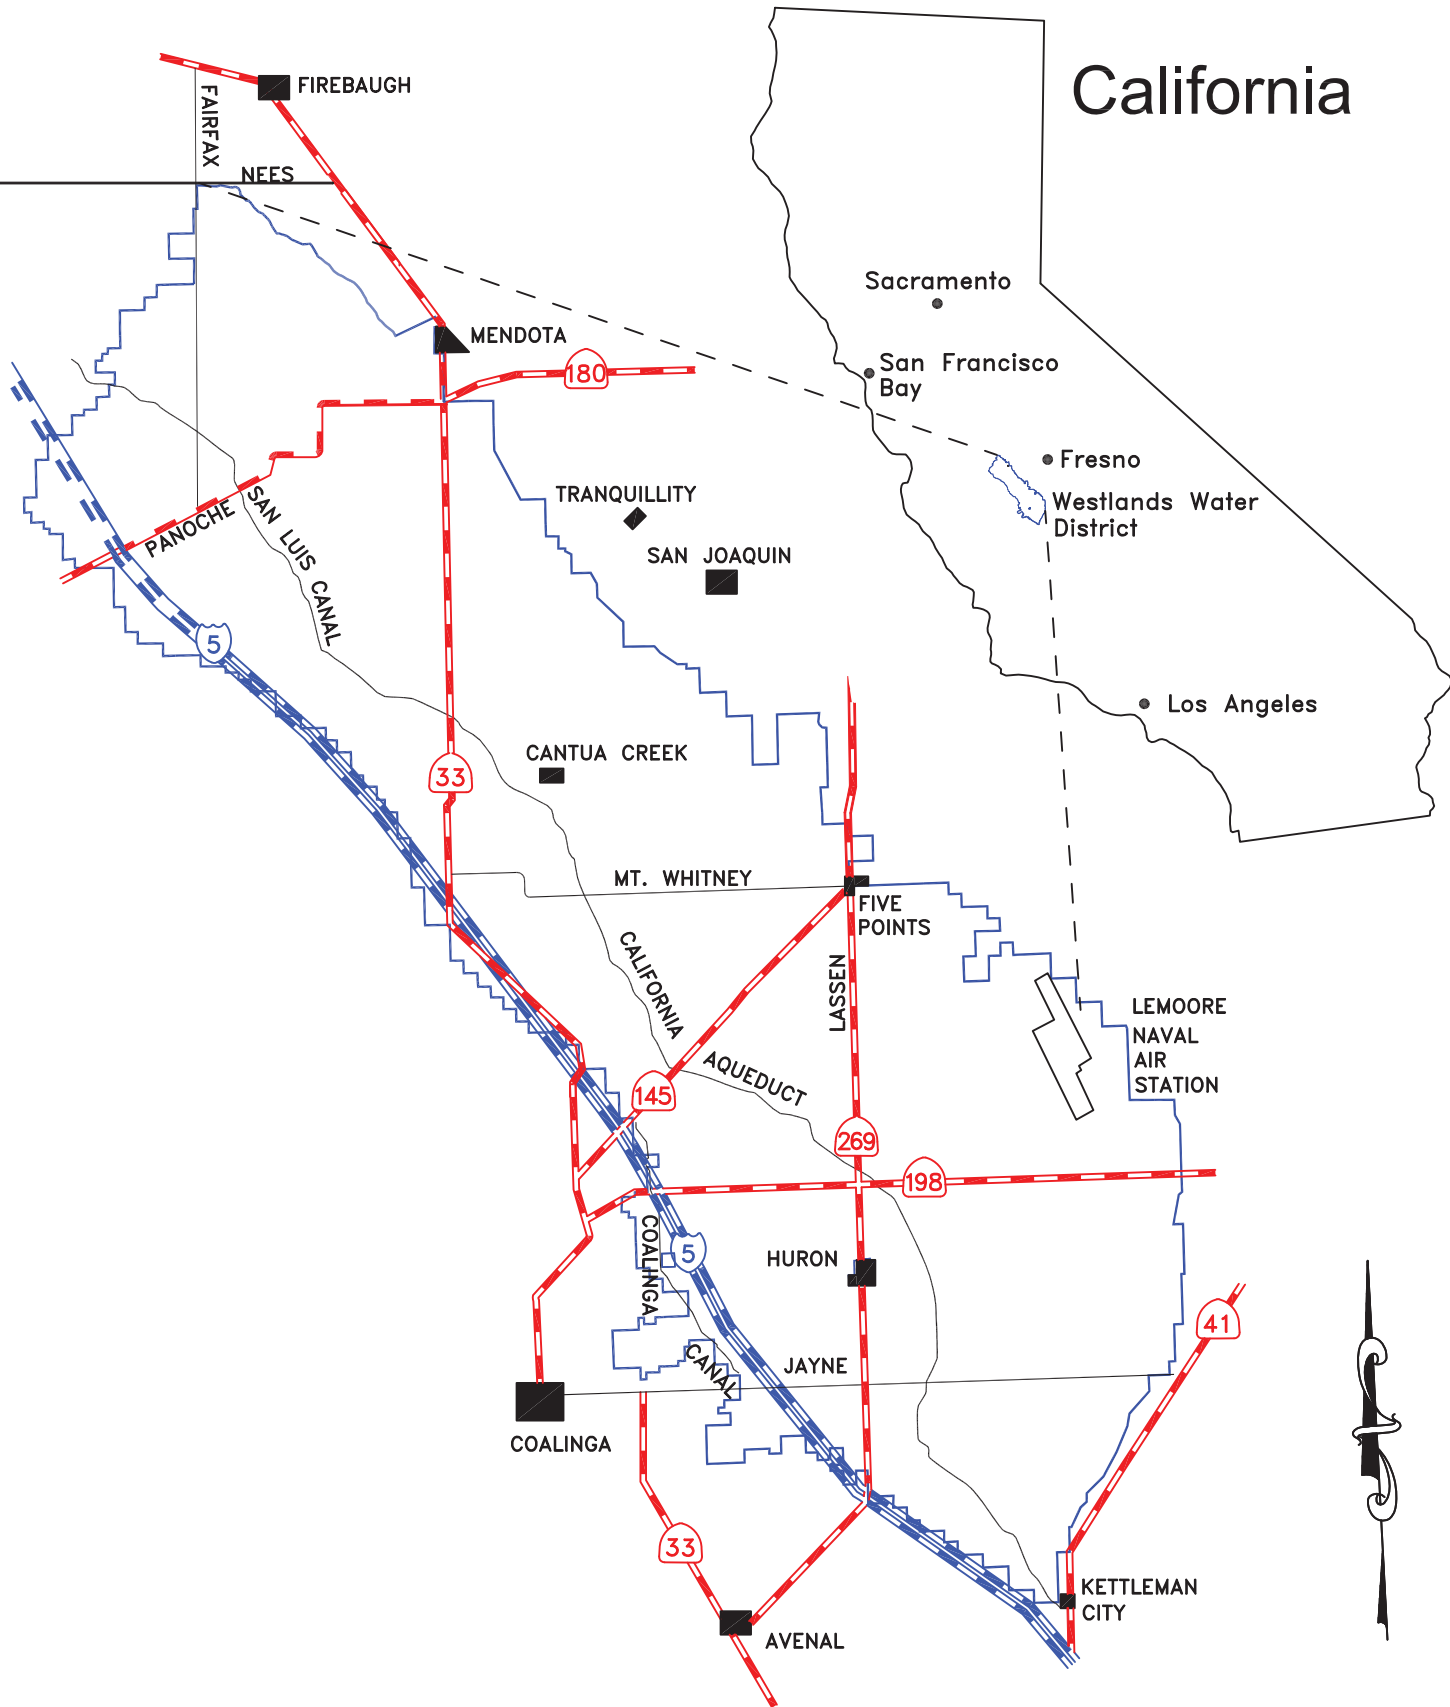 California
FIREBAUGH
FAIRFAX
NEES
Sacramento
MENDOTA
San Francisco
Bay
180
Fresno
TRANQUILLITY
Westlands Water
District
PANOCHE
SAN LUIS CANAL
SAN JOAQUIN
5
Los Angeles
CANTUA CREEK
33
MT. WHITNEY
FIVE
POINTS
CALIFORNIA
AQUEDUCT
LASSEN
LEMOORE
NAVAL
AIR
STATION
145
269
198
COALINGA
CANAL
5
HURON
41
JAYNE
COALINGA
33
KETTLEMAN
CITY
AVENAL